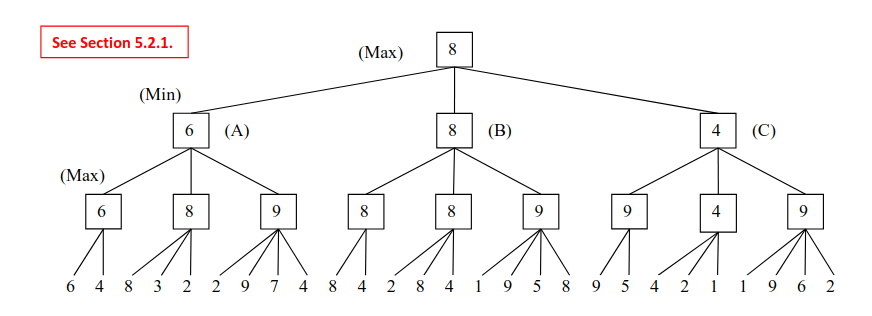 See Section 5.2.1.
(Max) 8
(Min)
6 (A) 8 (B) 4 (C)
(Max)
6 8 9 8 8 9 9 4 9
6 4 8 3 2 2 9 7 4 8 4 2 8 4 1 9 5 8 9 5 4 2 1 1 9 6 2